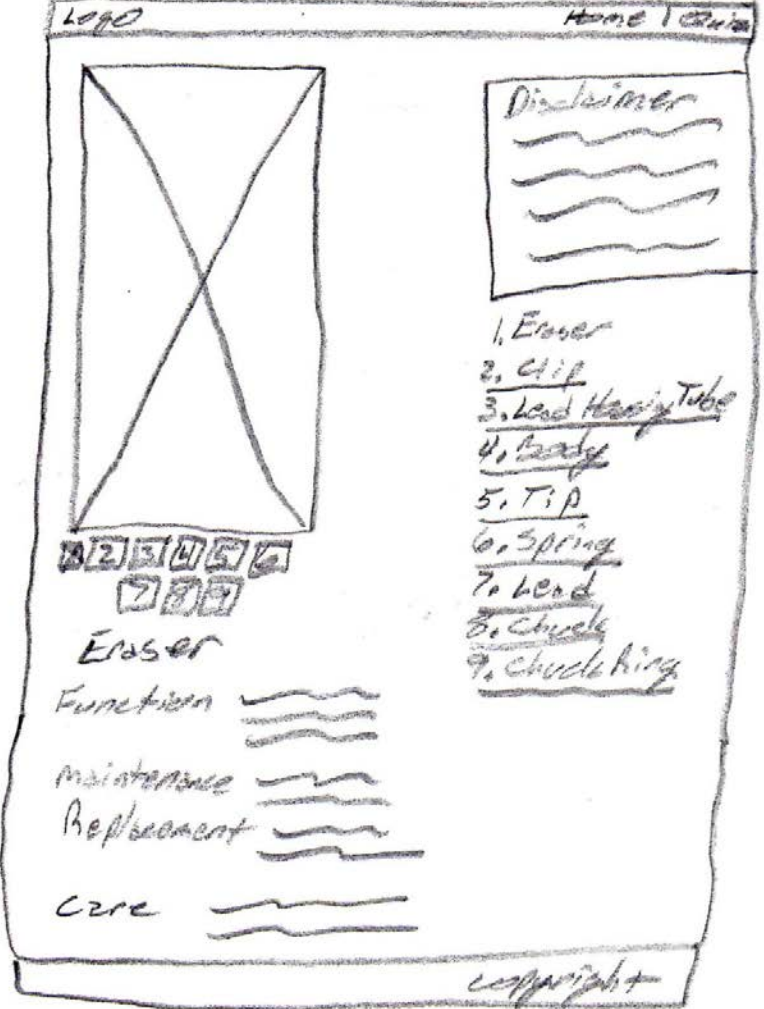 Logo
Home | Quiz
Disclaimer
1. Eraser
2. Clip
3. Lead Housing Tube
4. Body
5. Tip
6. Spring
7. Lead
8. Chuck
9. Chuck Ring
1 2 3 4 5 6
7 8 9
Eraser
Function
Maintenance
Replacement
Care
copyright